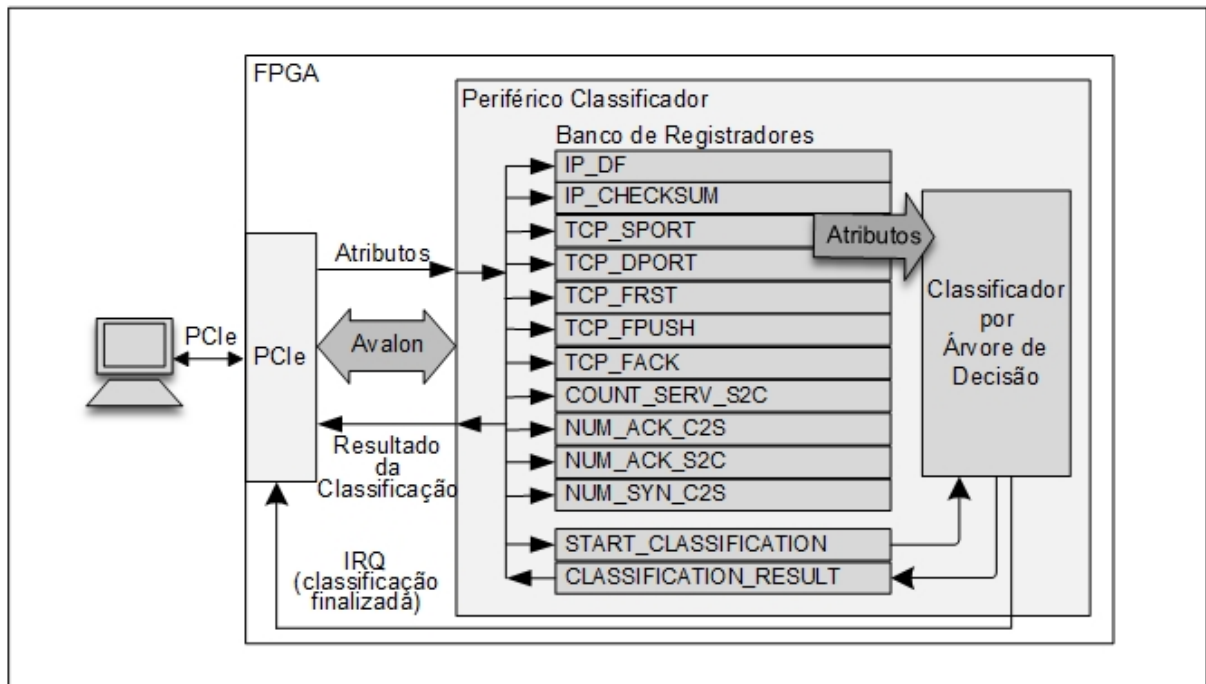 FPGA
Periférico Classificador
Banco de Registradores
IP_DF
IP_CHECKSUM
TCP_SPORT
TCP_DPORT
TCP_FRST
TCP_FPUSH
TCP_FACK
COUNT_SERV_S2C
NUM_ACK_C2S
NUM_ACK_S2C
NUM_SYN_C2S
START_CLASSIFICATION
CLASSIFICATION_RESULT
Atributos
Classificador
por
Árvore de
Decisão
Atributos
Avalon
PCIe
PCIe
Resultado
da
Classificação
IRQ
(classificação
finalizada)